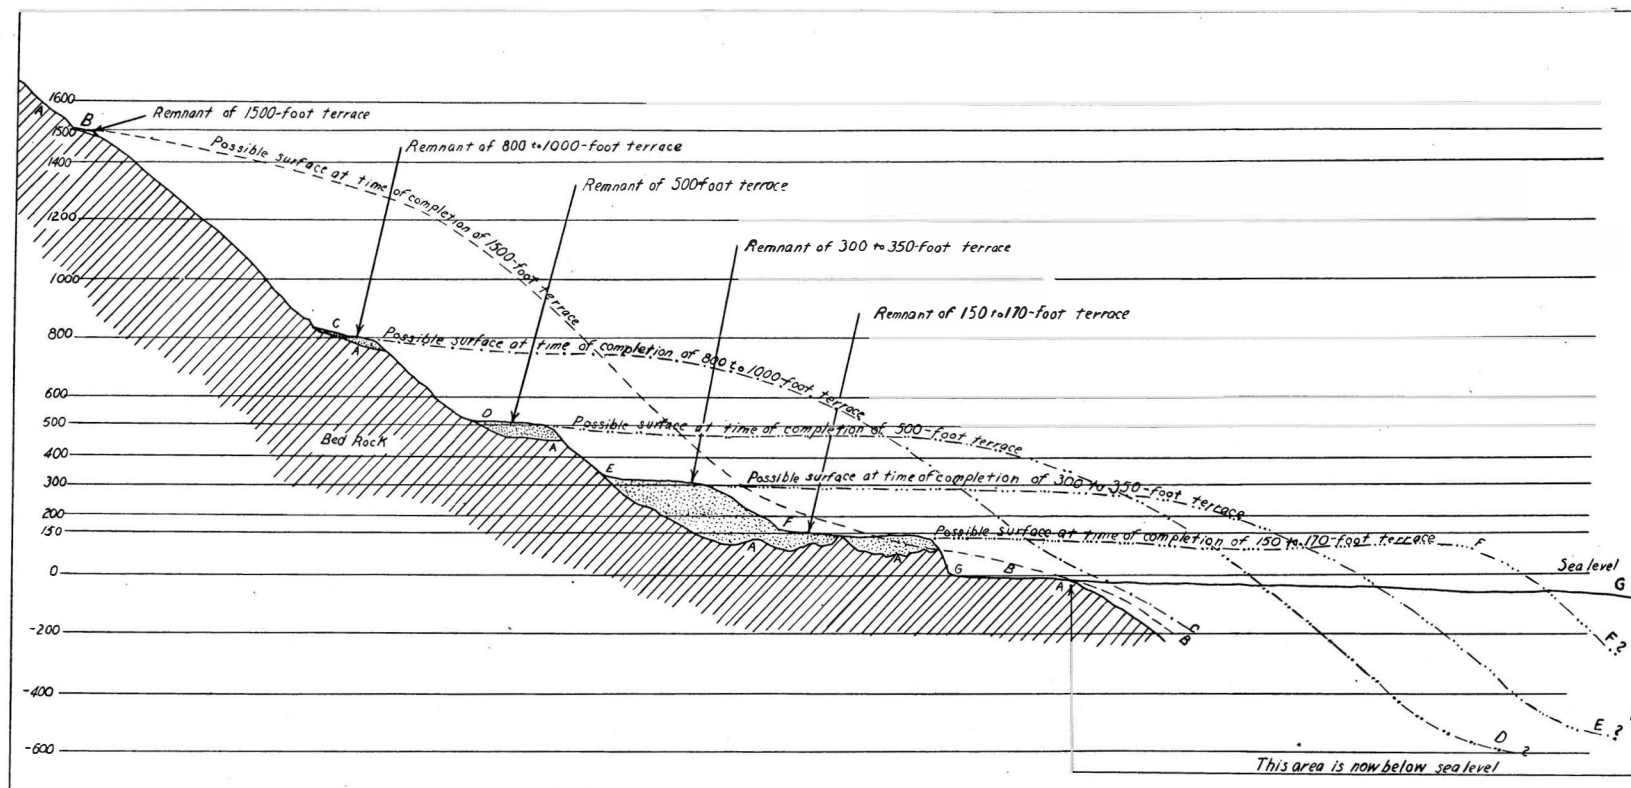 1600
A
B
Remnant of 1500-foot terrace
1500
Possible surface at time of completion of 1500-foot terrace
Remnant of 800 to 1000-foot terrace
1400
Remnant of 500 foot terrace
1200
Remnant of 300 to 350-foot terrace
1000
Remnant of 150 to 170-foot terrace
C
800
A
Possible surface at time of completion of 800 to 1000-foot terrace
600
D
500
Possible surface at time of completion of 500-foot terrace
Bed Rock
A
400
E
Possible surface at time of completion of 300 to 350-foot terrace
300
200
F
150
Possible surface at time of completion of 150 to 170-foot terrace
F
A
A
Sea level
0
G
B
A
G
-200
C
B
F?
-400
E ?
D ?
-600
This area is now below sea level